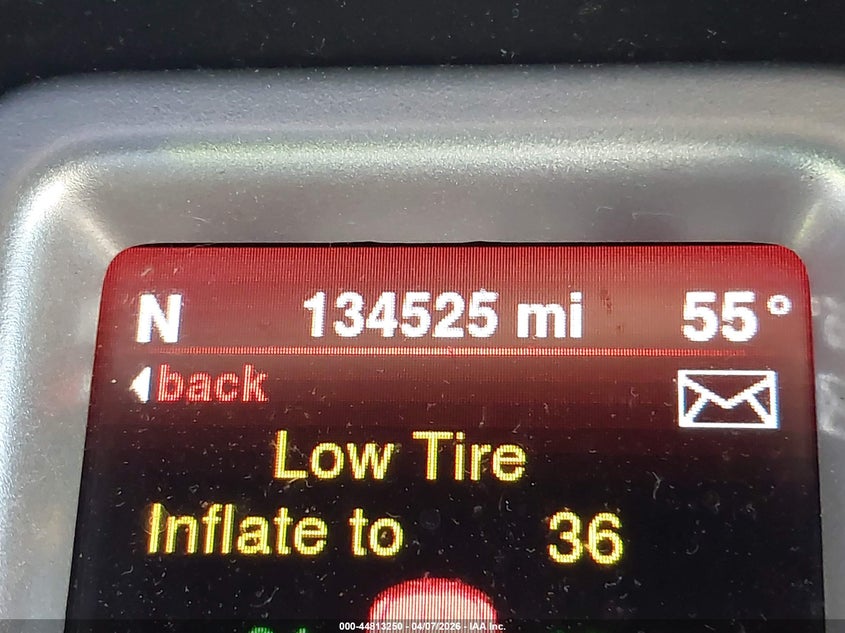 N 134525 mi 55°
back
Low Tire
Inflate to 36
000-44813250 - 04/07/2026 - IAA Inc.